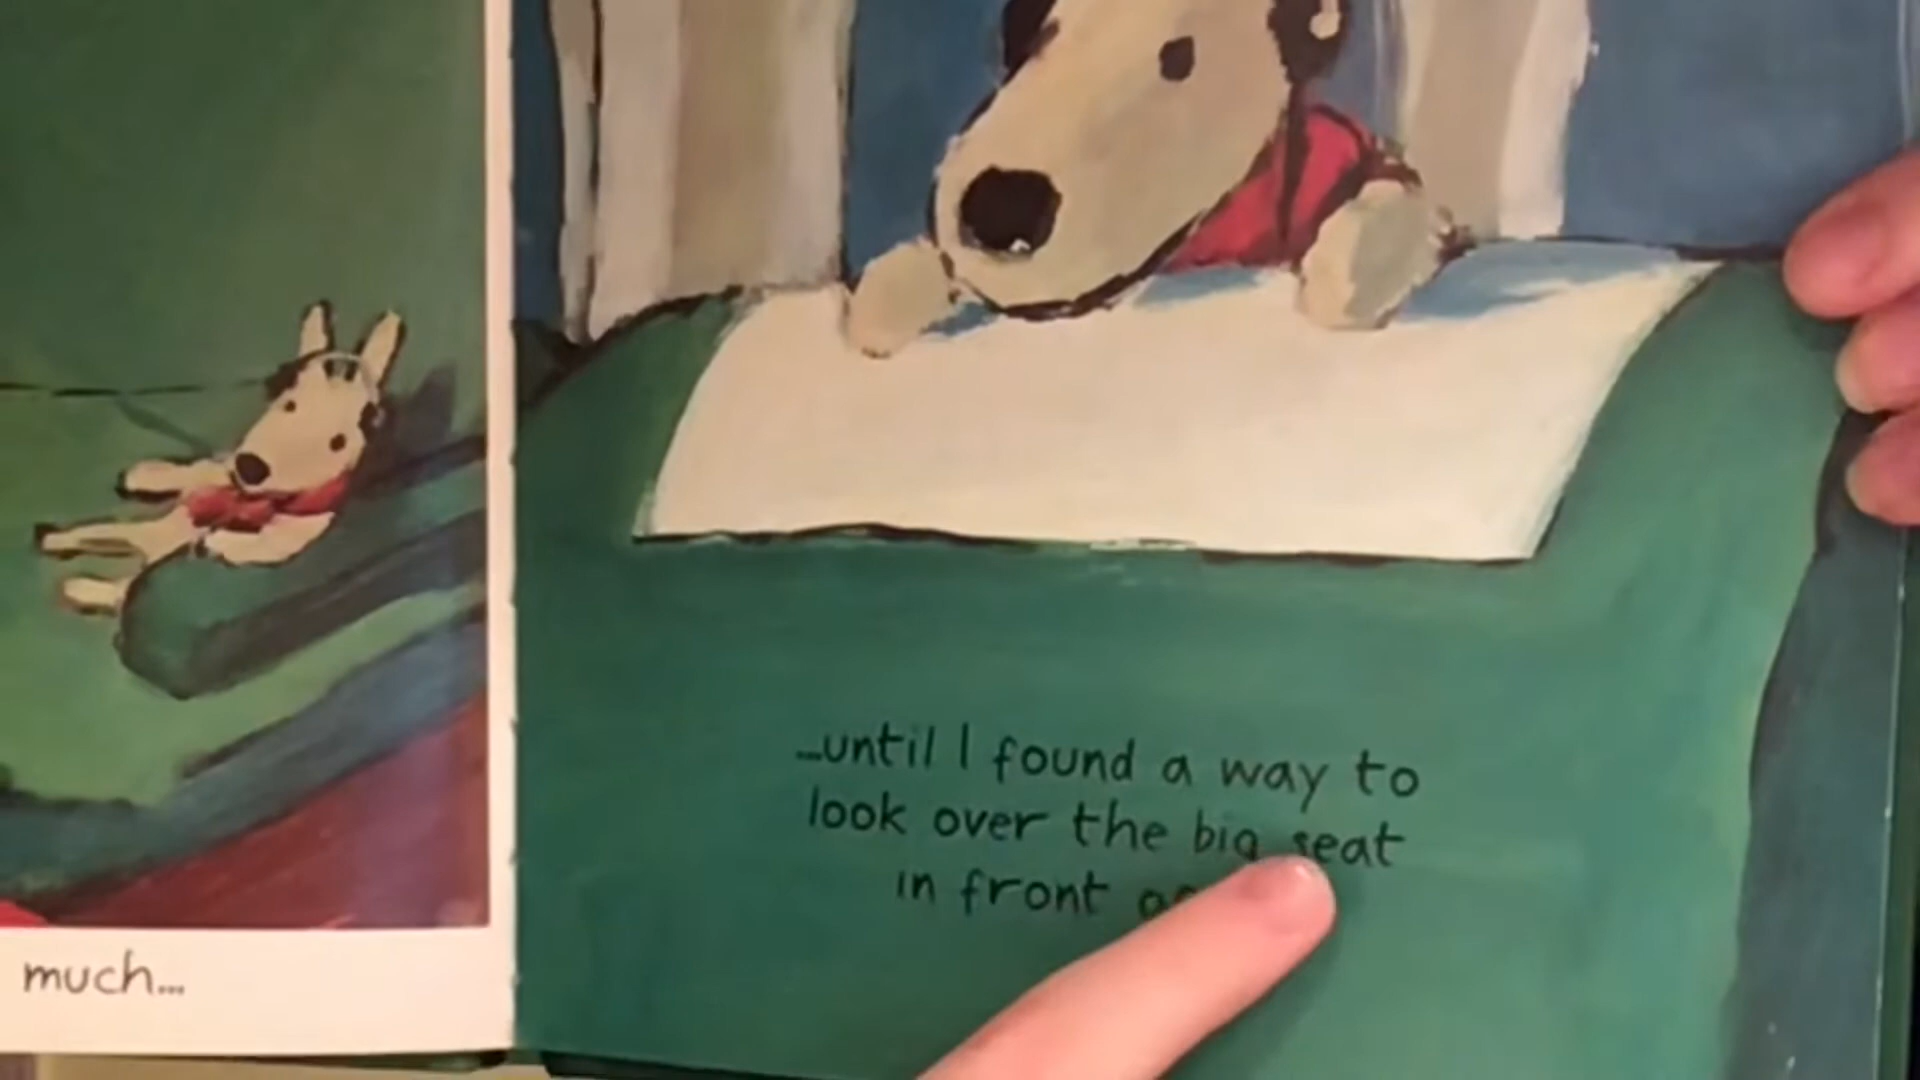 much...
...until I found a way to
look over the big seat
in front